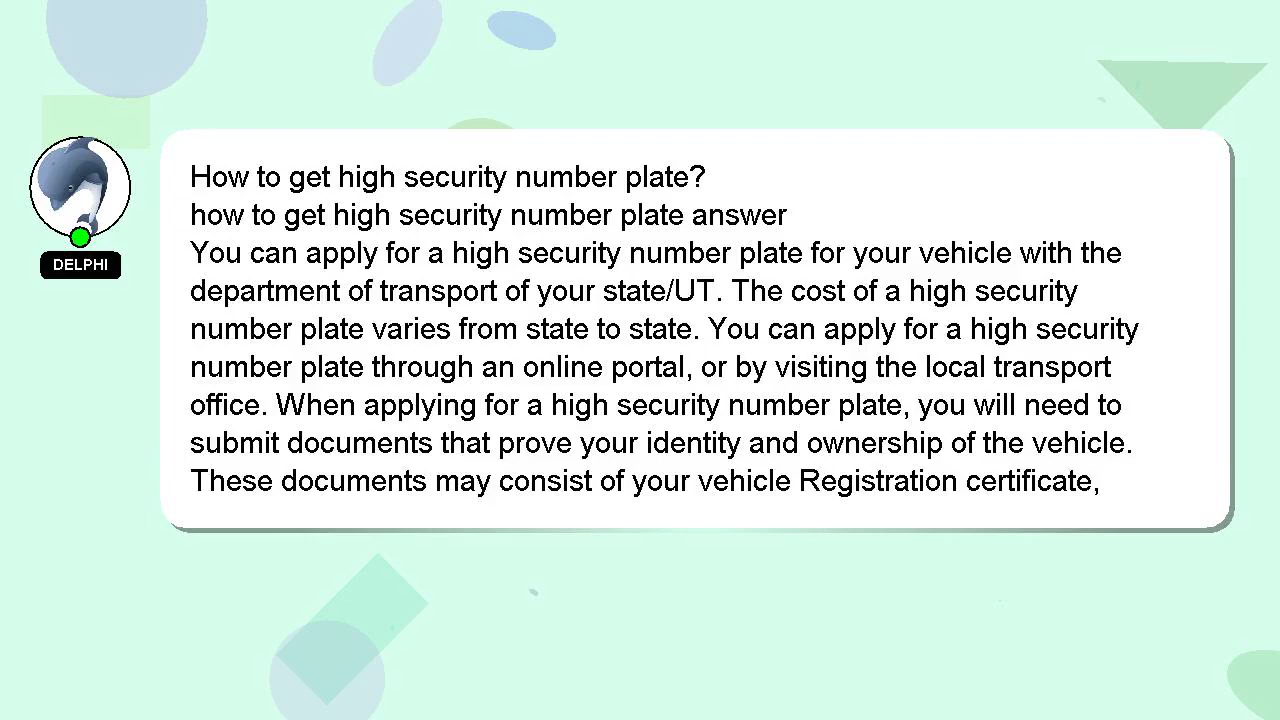 How to get high security number plate?
how to get high security number plate answer
You can apply for a high security number plate for your vehicle with the
department of transport of your state/UT. The cost of a high security
number plate varies from state to state. You can apply for a high security
number plate through an online portal, or by visiting the local transport
office. When applying for a high security number plate, you will need to
submit documents that prove your identity and ownership of the vehicle.
These documents may consist of your vehicle Registration certificate,
DELPHI